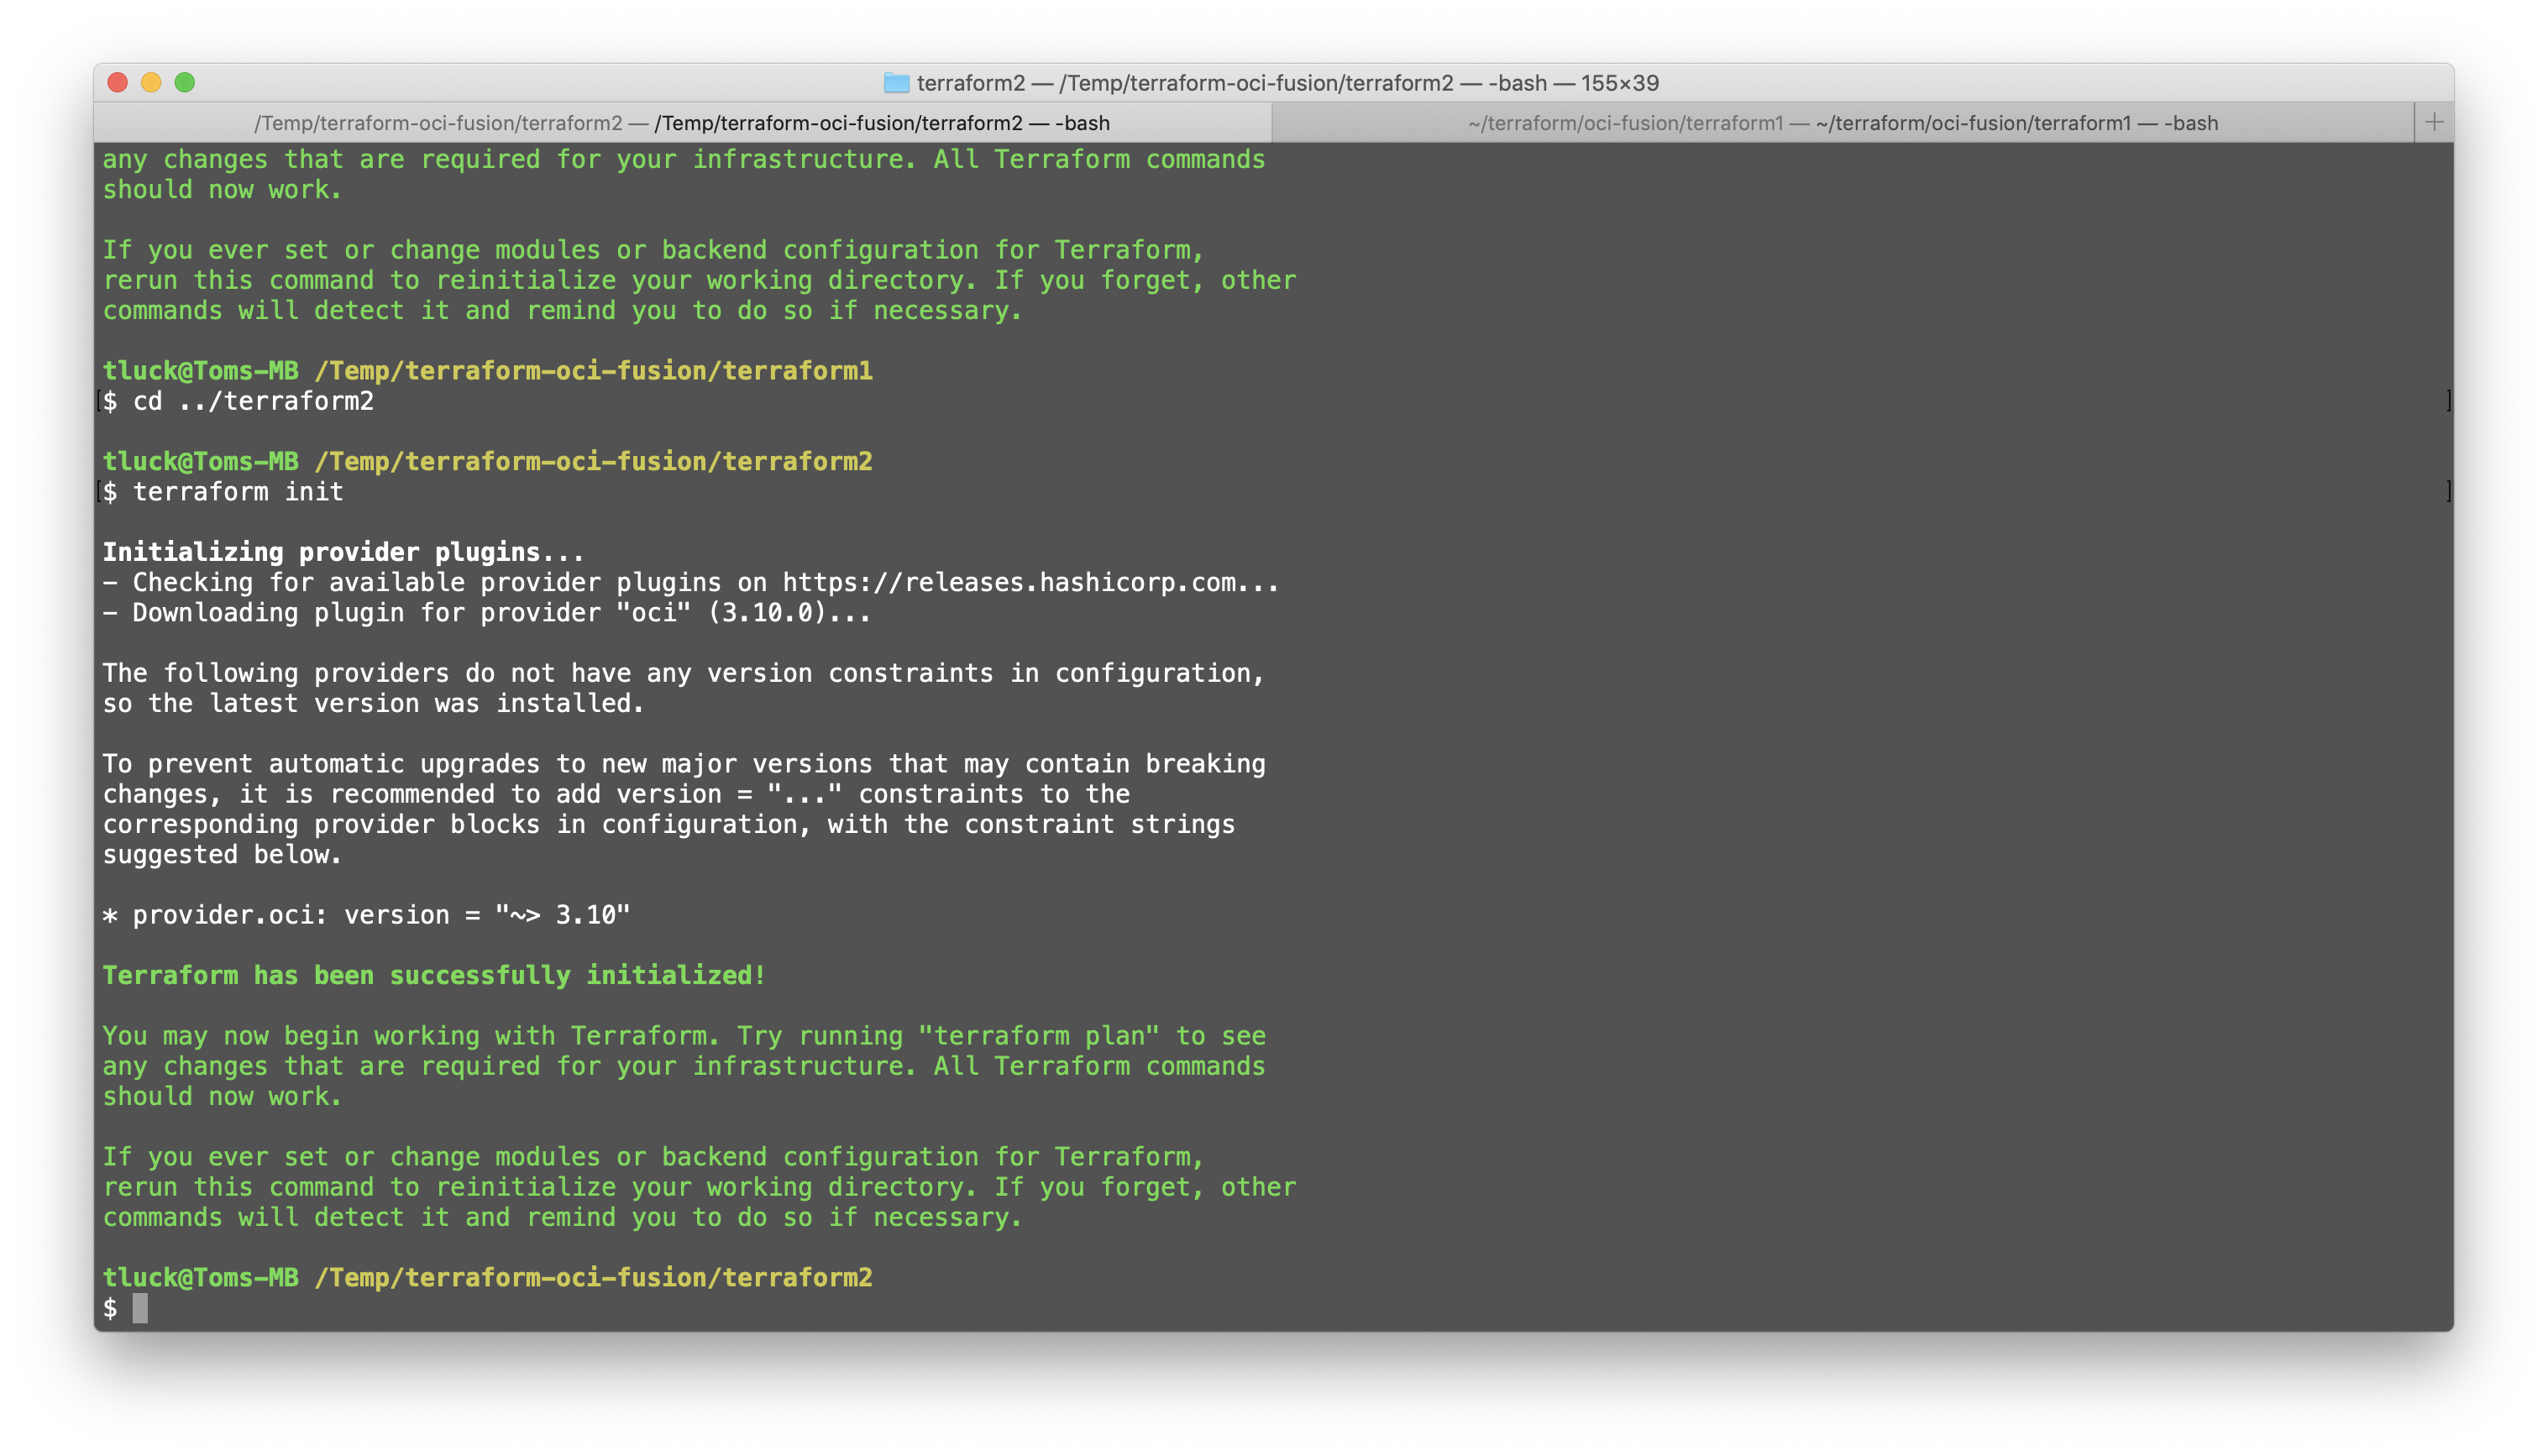 terraform2 — /Temp/terraform-oci-fusion/terraform2 — -bash — 155×39
/Temp/terraform-oci-fusion/terraform2 — /Temp/terraform-oci-fusion/terraform2 — -bash
~/terraform/oci-fusion/terraform1 — ~/terraform/oci-fusion/terraform1 — -bash
any changes that are required for your infrastructure. All Terraform commands
should now work.
If you ever set or change modules or backend configuration for Terraform,
rerun this command to reinitialize your working directory. If you forget, other
commands will detect it and remind you to do so if necessary.
tluck@Toms-MB /Temp/terraform-oci-fusion/terraform1
[$ cd ../terraform2 ]
tluck@Toms-MB /Temp/terraform-oci-fusion/terraform2
[$ terraform init ]
Initializing provider plugins...
- Checking for available provider plugins on https://releases.hashicorp.com...
- Downloading plugin for provider "oci" (3.10.0)...
The following providers do not have any version constraints in configuration,
so the latest version was installed.
To prevent automatic upgrades to new major versions that may contain breaking
changes, it is recommended to add version = "..." constraints to the
corresponding provider blocks in configuration, with the constraint strings
suggested below.
* provider.oci: version = "~> 3.10"
Terraform has been successfully initialized!
You may now begin working with Terraform. Try running "terraform plan" to see
any changes that are required for your infrastructure. All Terraform commands
should now work.
If you ever set or change modules or backend configuration for Terraform,
rerun this command to reinitialize your working directory. If you forget, other
commands will detect it and remind you to do so if necessary.
tluck@Toms-MB /Temp/terraform-oci-fusion/terraform2
$